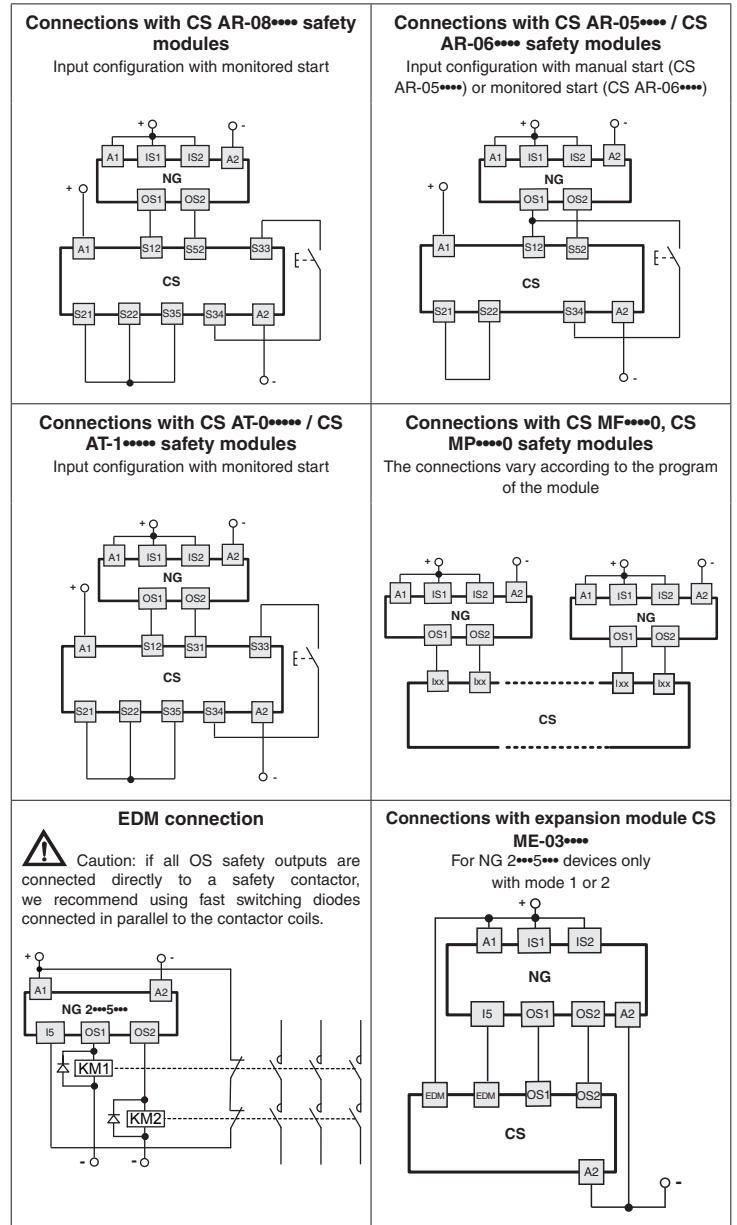 Connections with CS AR-08•••• safety
modules
Input configuration with monitored start
+ -
A1 IS1 IS2 A2
NG
OS1 OS2
+
A1 S12 S52 S33
CS
S21 S22 S35 S34 A2
-
Connections with CS AR-05•••• / CS
AR-06•••• safety modules
Input configuration with manual start (CS
AR-05••••) or monitored start (CS AR-06••••)
+ -
A1 IS1 IS2 A2
NG
OS1 OS2
+
A1 S12 S52
CS
S21 S22 S34 A2
-
Connections with CS AT-0••••• / CS
AT-1••••• safety modules
Input configuration with monitored start
+ -
A1 IS1 IS2 A2
NG
OS1 OS2
+
A1 S12 S31 S33
CS
S21 S22 S35 S34 A2
-
Connections with CS MF••••0, CS
MP••••0 safety modules
The connections vary according to the program
of the module
+ - + -
A1 IS1 IS2 A2 A1 IS1 IS2 A2
NG NG
OS1 OS2 OS1 OS2
Ixx Ixx Ixx Ixx
CS
EDM connection
Caution: if all OS safety outputs are
connected directly to a safety contactor,
we recommend using fast switching diodes
connected in parallel to the contactor coils.
+ -
A1 A2
NG 2•••5•••
I5 OS1 OS2
KM1
KM2
- -
Connections with expansion module CS
ME-03••••
For NG 2•••5••• devices only
with mode 1 or 2
+
A1 IS1 IS2
NG
I5 OS1 OS2 A2
EDM EDM OS1 OS2
CS
A2
-